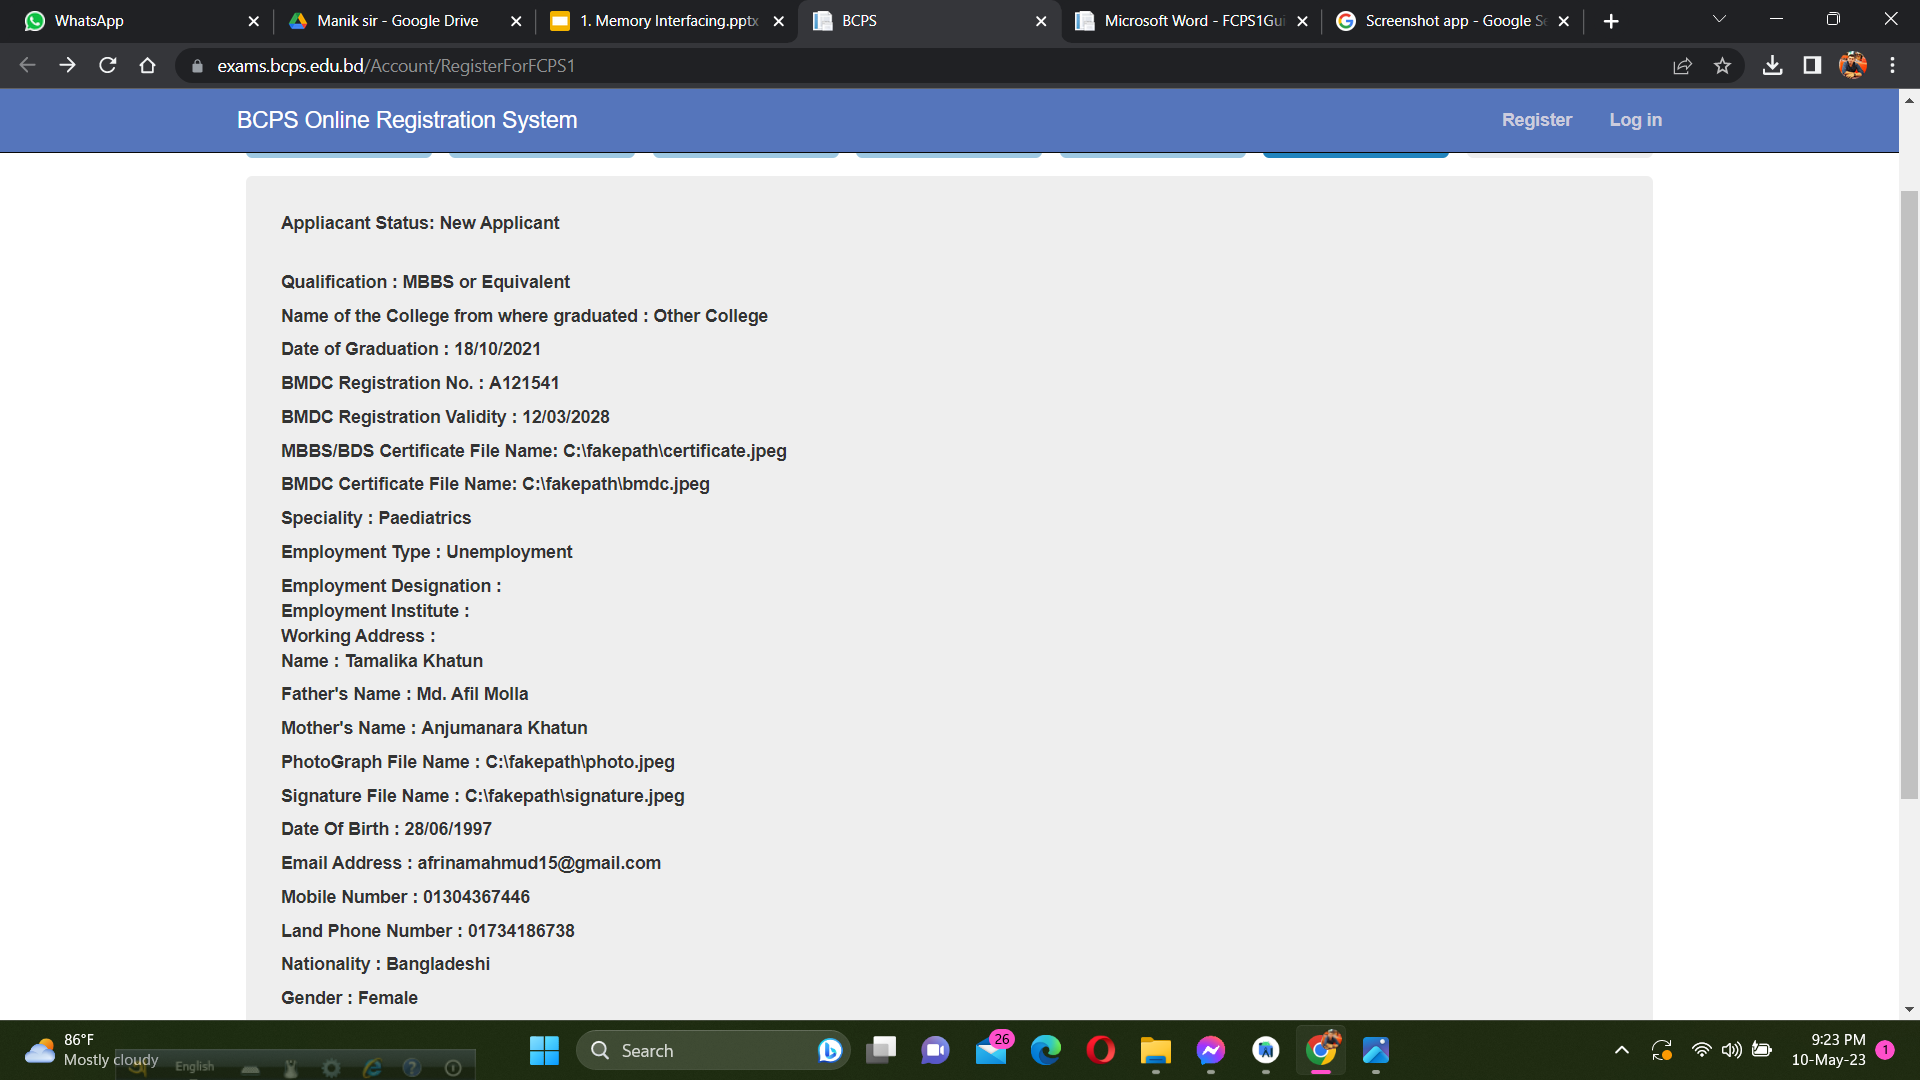 WhatsApp
Manik sir - Google Drive
1. Memory Interfacing.pptx
BCPS
Microsoft Word - FCPS1Gui
Screenshot app - Google Se
exams.bcps.edu.bd/Account/RegisterForFCPS1
BCPS Online Registration System
Register
Log in
Appliacant Status: New Applicant
Qualification : MBBS or Equivalent
Name of the College from where graduated : Other College
Date of Graduation : 18/10/2021
BMDC Registration No. : A121541
BMDC Registration Validity : 12/03/2028
MBBS/BDS Certificate File Name: C:\fakepath\certificate.jpeg
BMDC Certificate File Name: C:\fakepath\bmdc.jpeg
Speciality : Paediatrics
Employment Type : Unemployment
Employment Designation :
Employment Institute :
Working Address :
Name : Tamalika Khatun
Father's Name : Md. Afil Molla
Mother's Name : Anjumanara Khatun
PhotoGraph File Name : C:\fakepath\photo.jpeg
Signature File Name : C:\fakepath\signature.jpeg
Date Of Birth : 28/06/1997
Email Address : afrinamahmud15@gmail.com
Mobile Number : 01304367446
Land Phone Number : 01734186738
Nationality : Bangladeshi
Gender : Female
86°F
Mostly cloudy
English
Search
26
9:23 PM
10-May-23
1